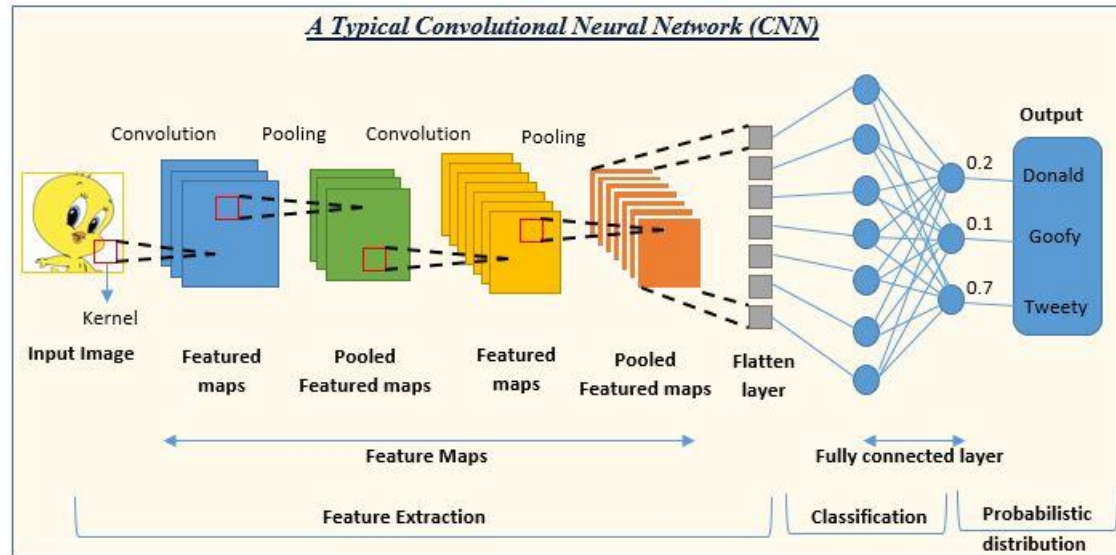 A Typical Convolutional Neural Network (CNN)
Convolution
Pooling
Convolution
Pooling
Output
0.2
Donald
0.1
Goofy
0.7
Tweety
Kernel
Input Image
Featured
maps
Pooled
Featured maps
Featured
maps
Pooled
Featured maps
Flatten
layer
Feature Maps
Fully connected layer
Feature Extraction
Classification
Probabilistic
distribution